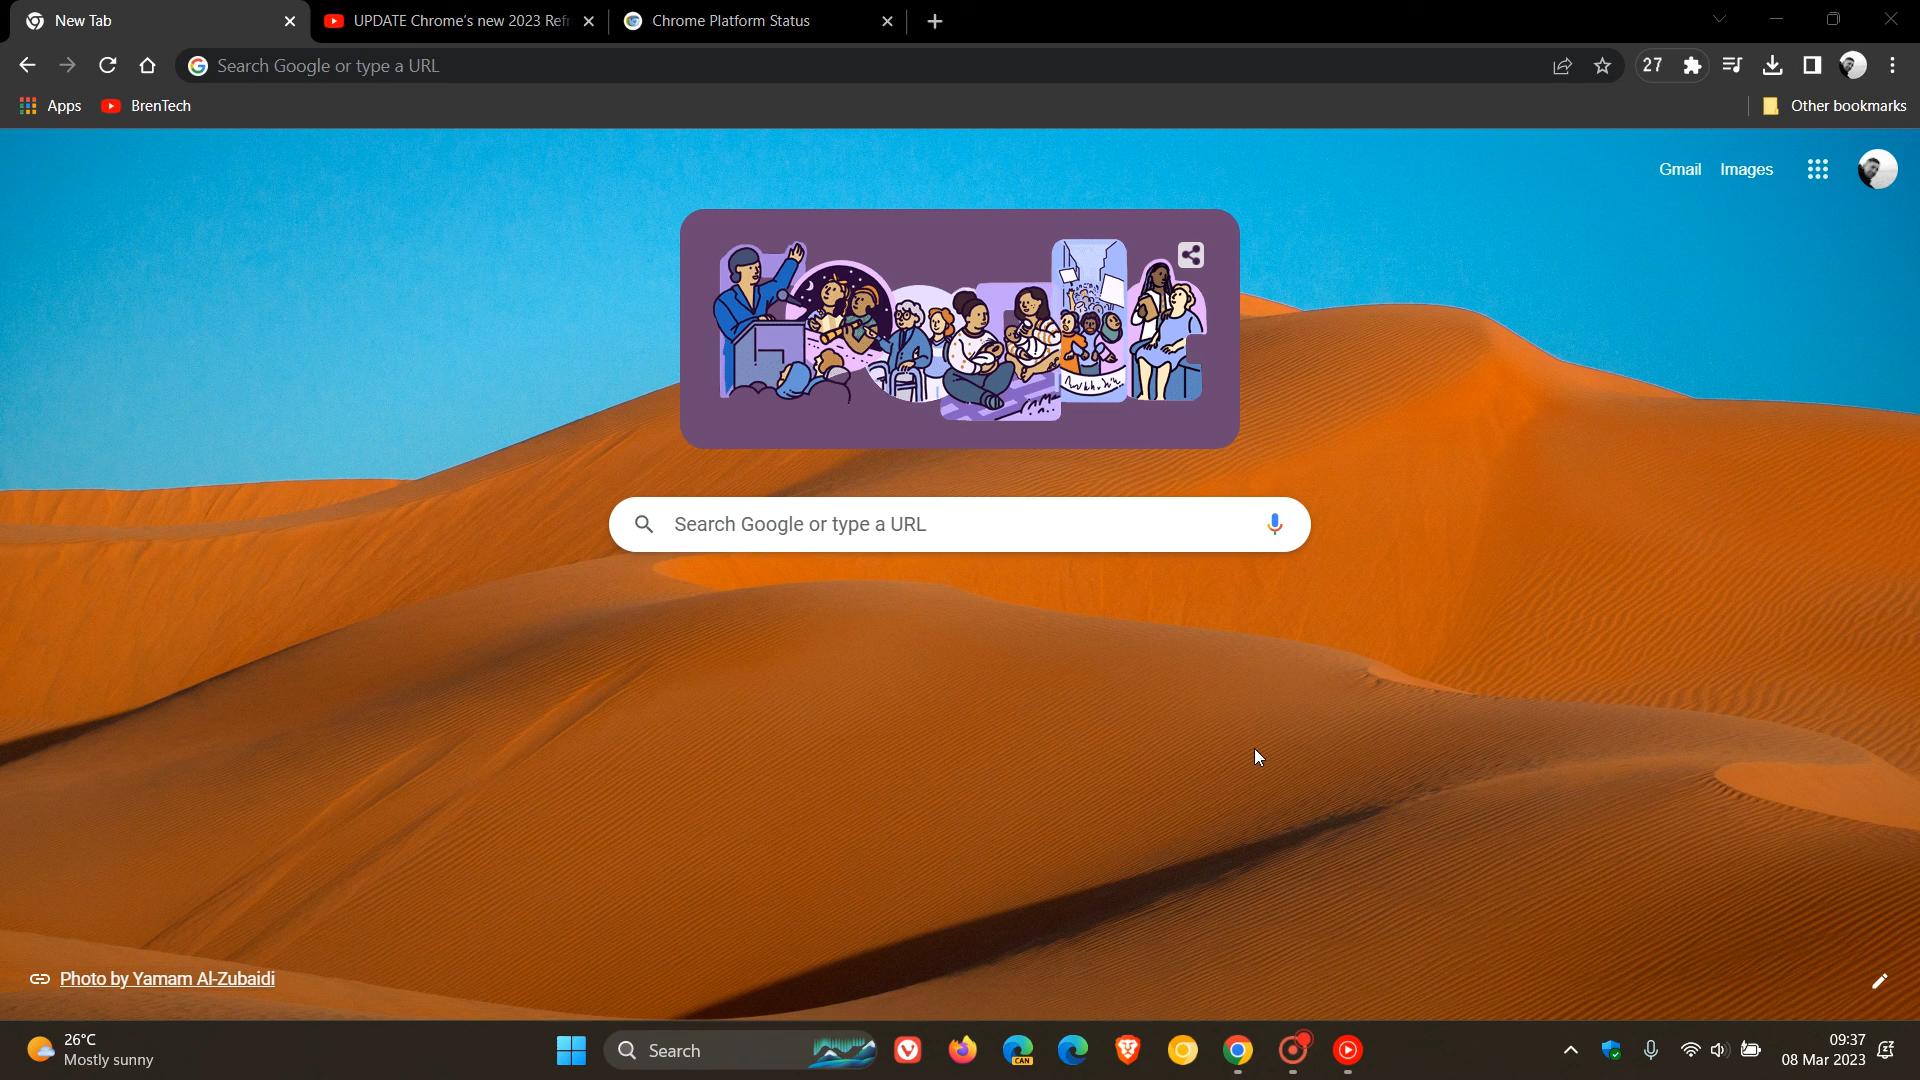 New Tab
UPDATE Chrome's new 2023 Refr
Chrome Platform Status
Search Google or type a URL
27
Apps
BrenTech
Other bookmarks
Gmail
Images
Search Google or type a URL
Photo by Yamam Al-Zubaidi
26°C
Mostly sunny
Search
CAN
09:37
08 Mar 2023